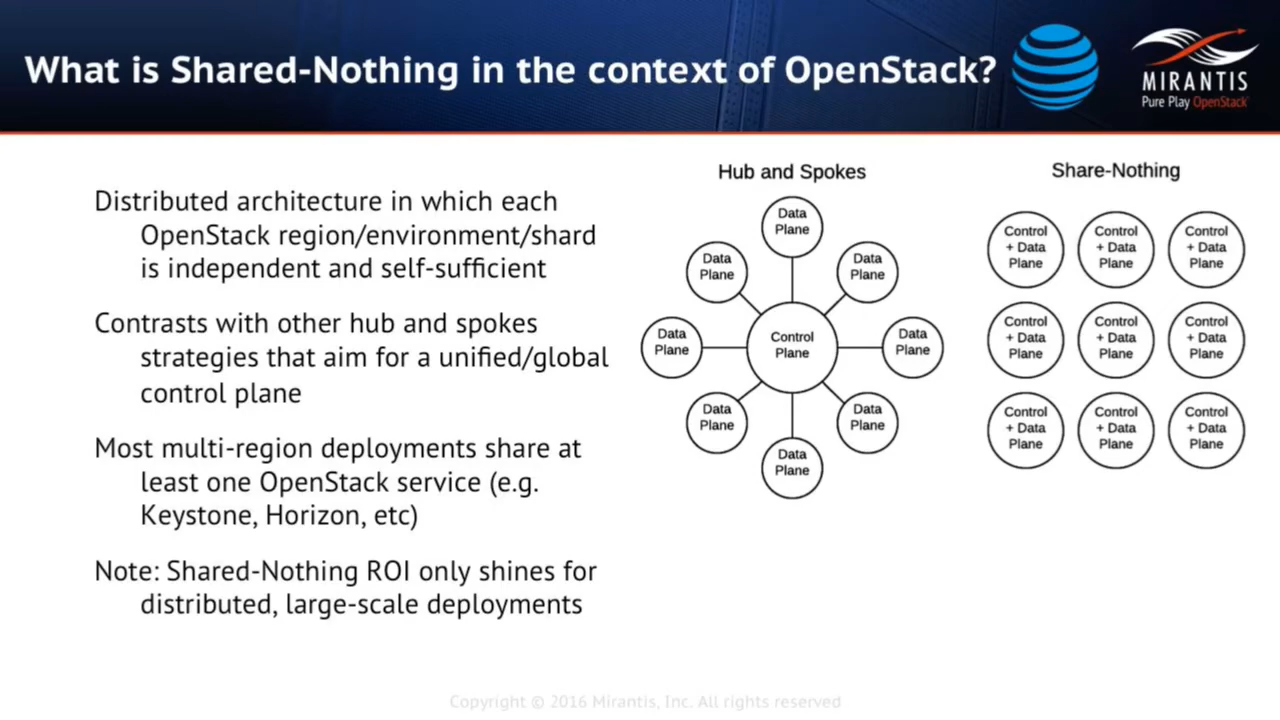 What is Shared-Nothing in the context of OpenStack?
MIRANTIS
Pure Play OpenStack
Distributed architecture in which each
OpenStack region/environment/shard
is independent and self-sufficient
Contrasts with other hub and spokes
strategies that aim for a unified/global
control plane
Most multi-region deployments share at
least one OpenStack service (e.g.
Keystone, Horizon, etc)
Note: Shared-Nothing ROI only shines for
distributed, large-scale deployments
Hub and Spokes
Data
Plane
Data
Plane
Data
Plane
Data
Plane
Control
Plane
Data
Plane
Data
Plane
Data
Plane
Data
Plane
Share-Nothing
Control
+ Data
Plane
Control
+ Data
Plane
Control
+ Data
Plane
Control
+ Data
Plane
Control
+ Data
Plane
Control
+ Data
Plane
Control
+ Data
Plane
Control
+ Data
Plane
Control
+ Data
Plane
Copyright © 2016 Mirantis, Inc. All rights reserved